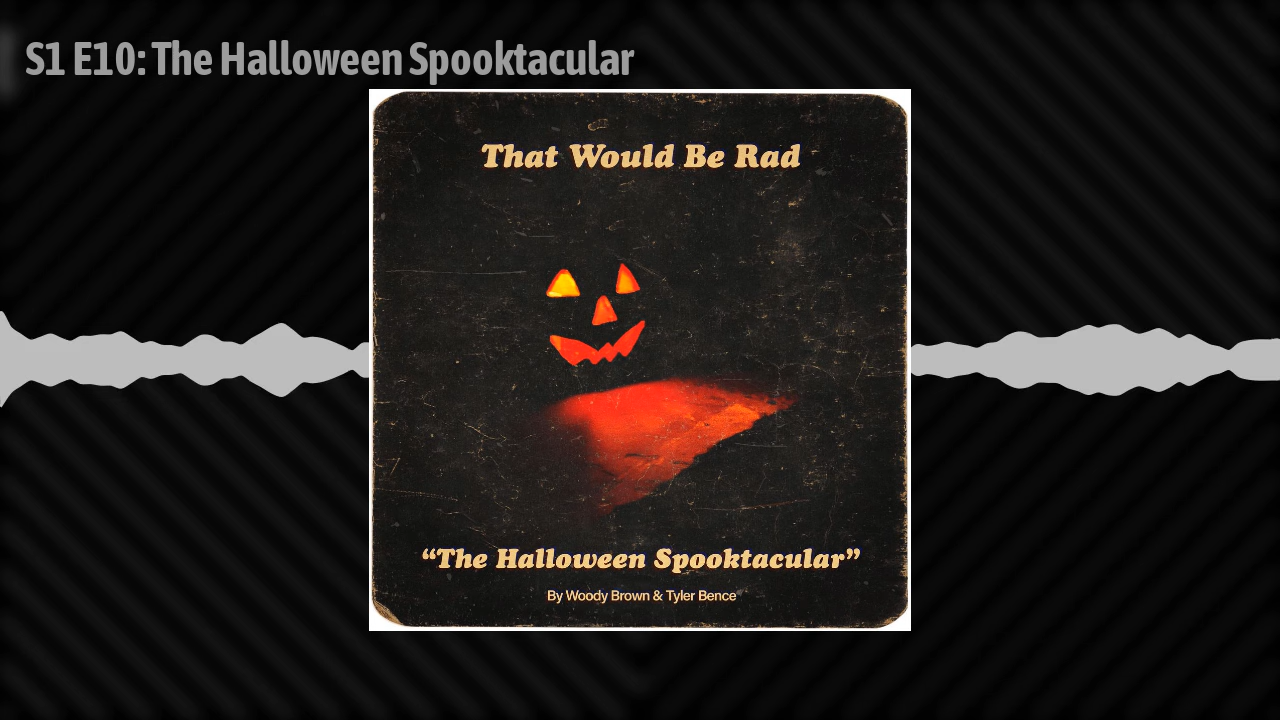 S1 E10: The Halloween Spooktacular
That Would Be Rad
“The Halloween Spooktacular”
By Woody Brown & Tyler Bence